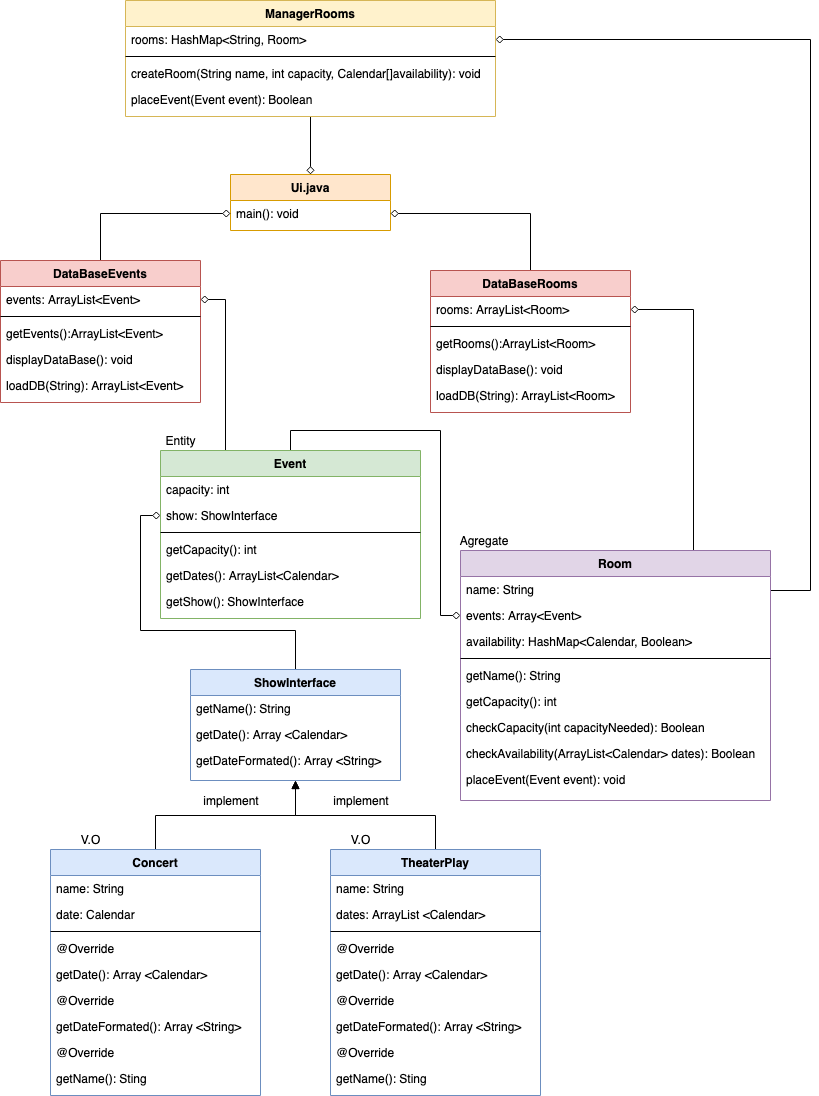 ManagerRooms
rooms: HashMap<String, Room>
createRoom(String name, int capacity, Calendar[]availability): void
placeEvent(Event event): Boolean
Ui.java
main(): void
DataBaseEvents
events: ArrayList<Event>
getEvents():ArrayList<Event>
displayDataBase(): void
loadDB(String): ArrayList<Event>
DataBaseRooms
rooms: ArrayList<Room>
getRooms():ArrayList<Room>
displayDataBase(): void
loadDB(String): ArrayList<Room>
Entity
Event
capacity: int
show: ShowInterface
getCapacity(): int
getDates(): ArrayList<Calendar>
getShow(): ShowInterface
Agregate
Room
name: String
events: Array<Event>
availability: HashMap<Calendar, Boolean>
getName(): String
getCapacity(): int
checkCapacity(int capacityNeeded): Boolean
checkAvailability(ArrayList<Calendar> dates): Boolean
placeEvent(Event event): void
ShowInterface
getName(): String
getDate(): Array <Calendar>
getDateFormated(): Array <String>
implement
implement
V.O
Concert
name: String
date: Calendar
@Override
getDate(): Array <Calendar>
@Override
getDateFormated(): Array <String>
@Override
getName(): Sting
V.O
TheaterPlay
name: String
dates: ArrayList <Calendar>
@Override
getDate(): Array <Calendar>
@Override
getDateFormated(): Array <String>
@Override
getName(): Sting